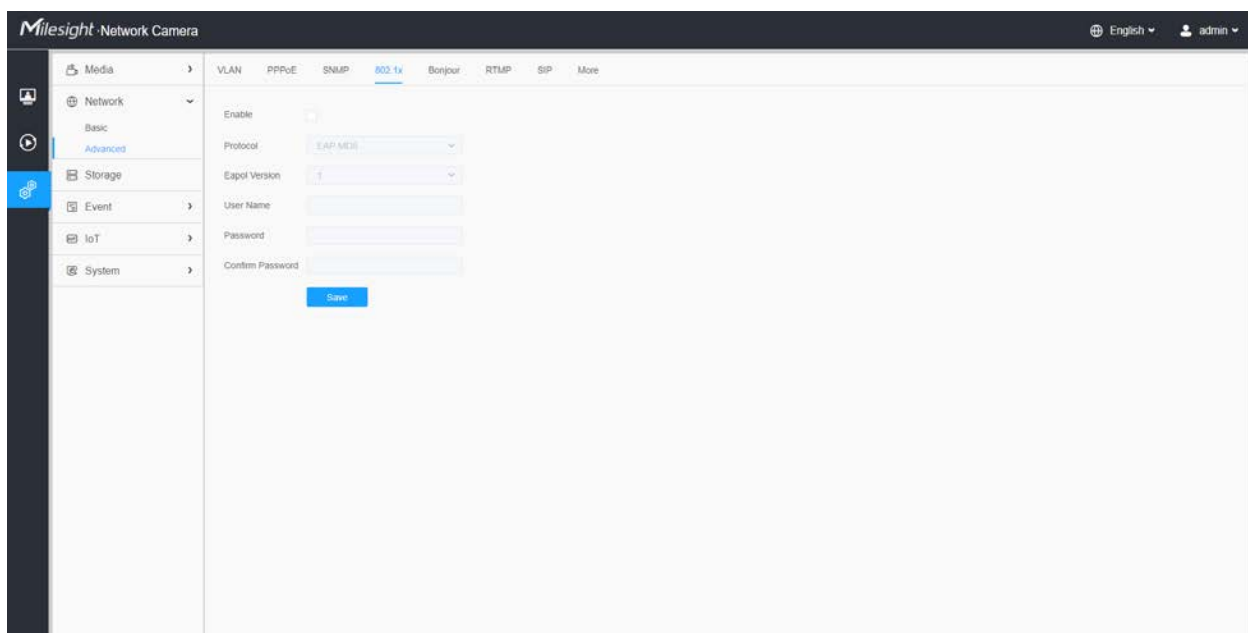 Milesight ·Network Camera
English
admin
Media
VLAN PPPoE SNMP 802.1x Bonjour RTMP SIP More
Network
Basic
Advanced
Storage
Event
IoT
System
Enable
Protocol EAP-MD5
Eapol Version 1
User Name
Password
Confirm Password
Save